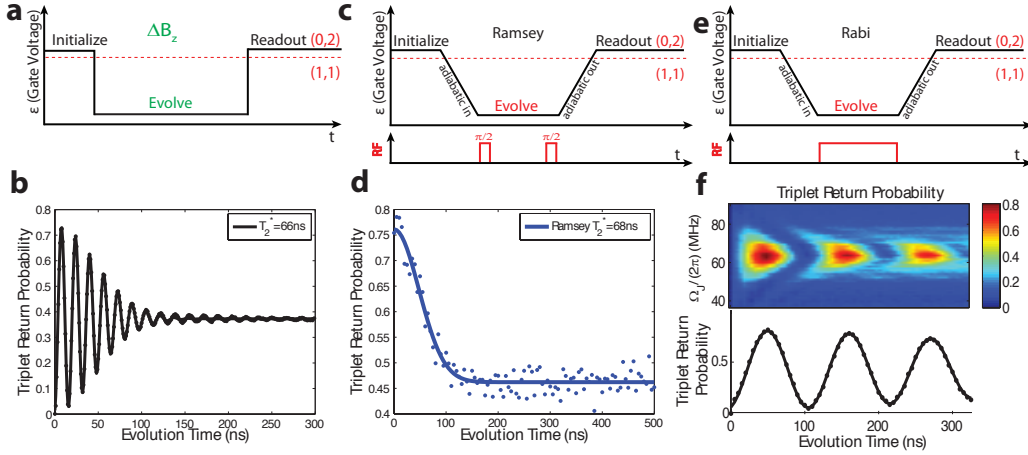 a
ΔB_z
Initialize
Readout (0,2)
(1,1)
Evolve
ε (Gate Voltage)
t
c
Ramsey
Initialize
Readout (0,2)
(1,1)
adiabatic in
Evolve
adiabatic out
ε (Gate Voltage)
π/2
π/2
RF
t
e
Rabi
Initialize
Readout (0,2)
(1,1)
adiabatic in
Evolve
adiabatic out
ε (Gate Voltage)
RF
t
b
T₂*=66ns
Triplet Return Probability
0.8
0.7
0.6
0.5
0.4
0.3
0.2
0.1
0
0
50
100
150
200
250
300
Evolution Time (ns)
d
Ramsey T₂*=68ns
Triplet Return Probability
0.8
0.75
0.7
0.65
0.6
0.55
0.5
0.45
0.4
0
100
200
300
400
500
Evolution Time (ns)
f
Triplet Return Probability
Ω_J/(2π) (MHz)
80
60
40
0.8
0.6
0.4
0.2
0
Triplet Return
Probability
0.5
0
0
100
200
300
Evolution Time (ns)